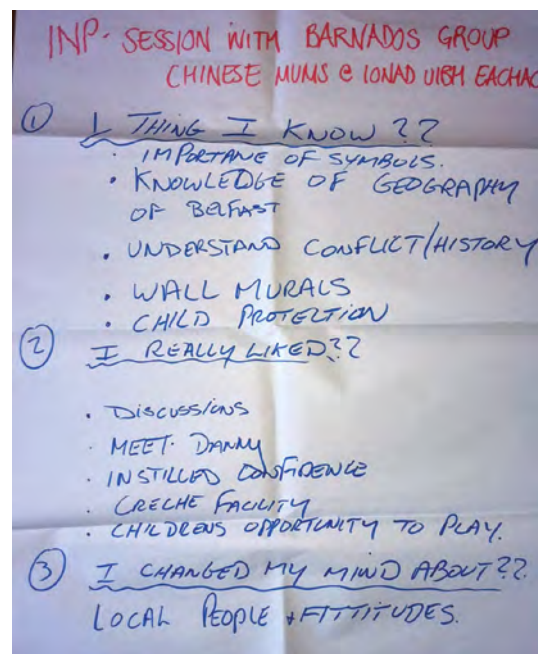 INP- SESSION WITH BARNADOS GROUP
CHINESE MUMS @ IONAD UIBH EACHAC
① 1 THING I KNOW ??
· IMPORTANE OF SYMBOLS.
· KNOWLEDGE OF GEOGRAPHY
OF BELFAST
· UNDERSTAND CONFLICT/HISTORY
· WALL MURALS
· CHILD PROTECTION
② I REALLY LIKED??
· DISCUSSIONS
· MEET. DANNY
· INSTILLED CONFIDENCE
· CRECHE FACILITY
· CHILDRENS OPPORTUNITY TO PLAY.
③ I CHANGED MY MIND ABOUT??
LOCAL PEOPLE + ATTITUDES.